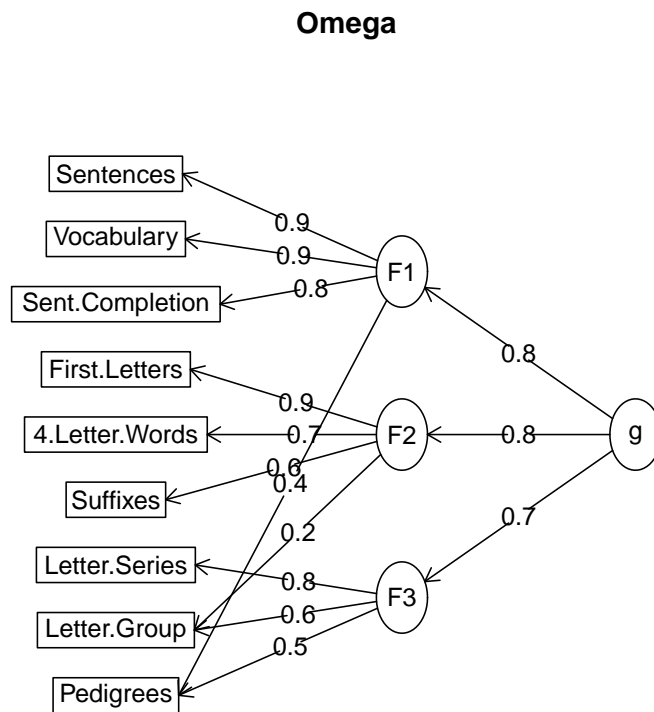 Omega
Sentences
Vocabulary
Sent.Completion
First.Letters
4.Letter.Words
Suffixes
Letter.Series
Letter.Group
Pedigrees
0.9
0.9
0.8
0.9
0.7
0.6
0.4
0.2
0.8
0.6
0.5
F1
F2
F3
0.8
0.8
0.7
g